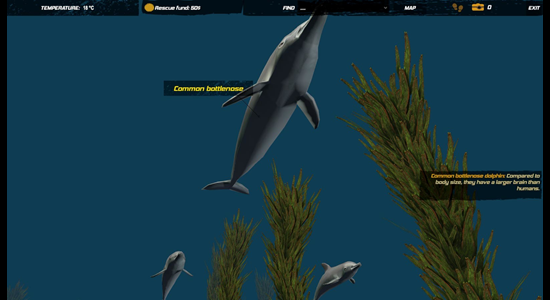 TEMPERATURE: 18 °C
Rescue fund: 509
FIND ...
MAP
0
EXIT
Common bottlenose
Common bottlenose dolphin: Compared to
body size, they have a larger brain than
humans.